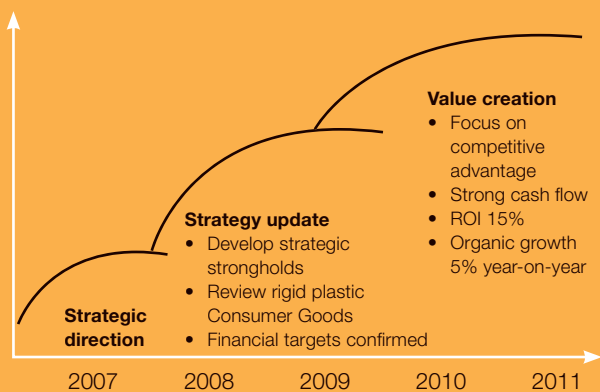 Value creation
• Focus on
competitive
advantage
• Strong cash flow
• ROI 15%
• Organic growth
5% year-on-year
Strategy update
• Develop strategic
strongholds
• Review rigid plastic
Consumer Goods
• Financial targets confirmed
Strategic
direction
2007 2008 2009 2010 2011